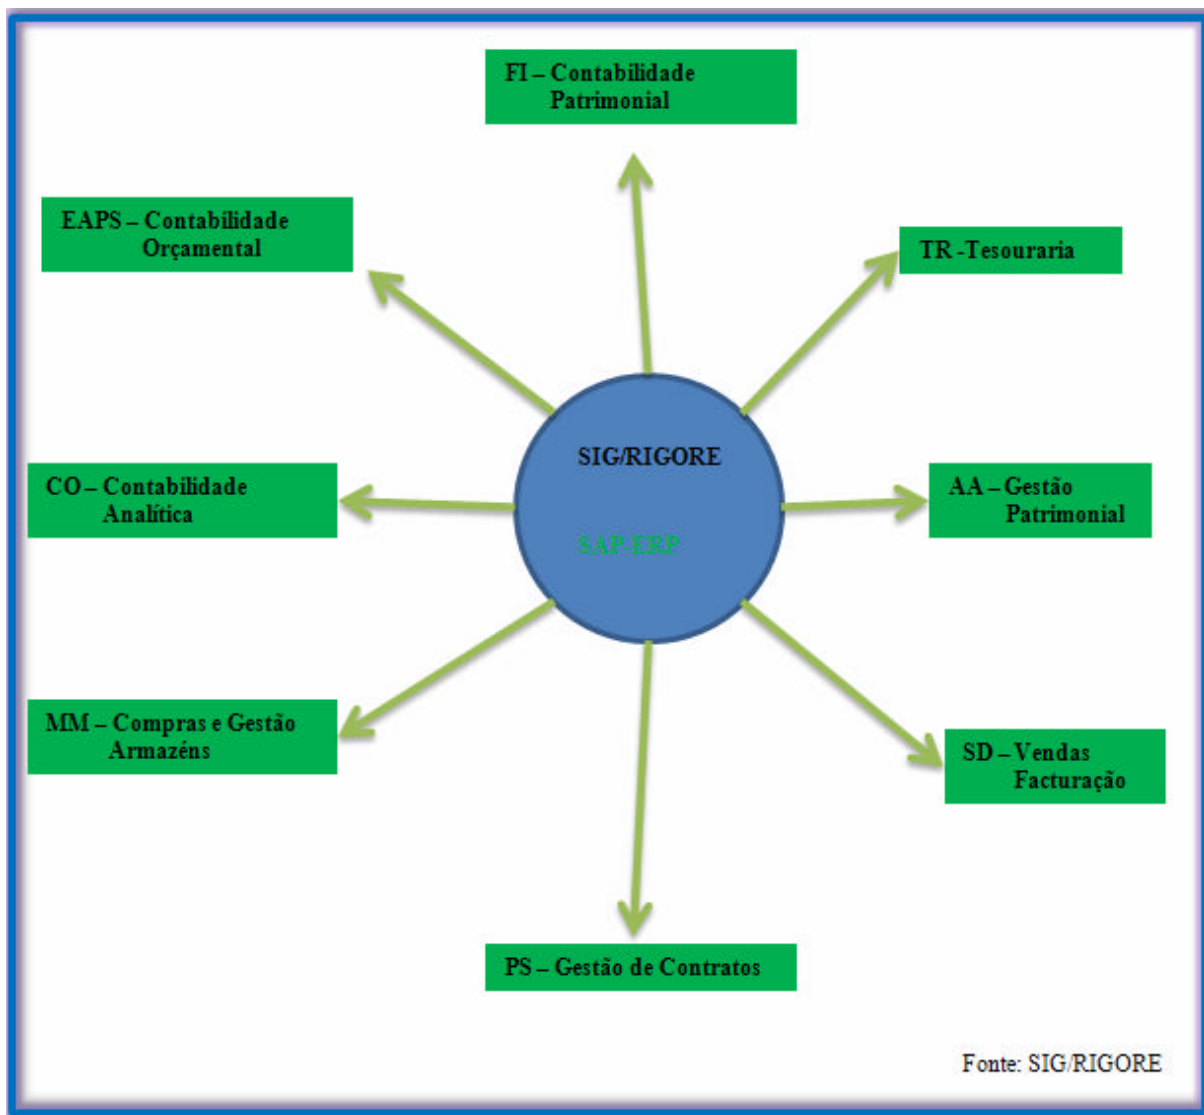 FI – Contabilidade
Patrimonial
EAPS – Contabilidade
Orçamental
TR -Tesouraria
SIG/RIGORE
SAP-ERP
CO – Contabilidade
Analítica
AA – Gestão
Patrimonial
MM – Compras e Gestão
Armazéns
SD – Vendas
Facturação
PS – Gestão de Contratos
Fonte: SIG/RIGORE